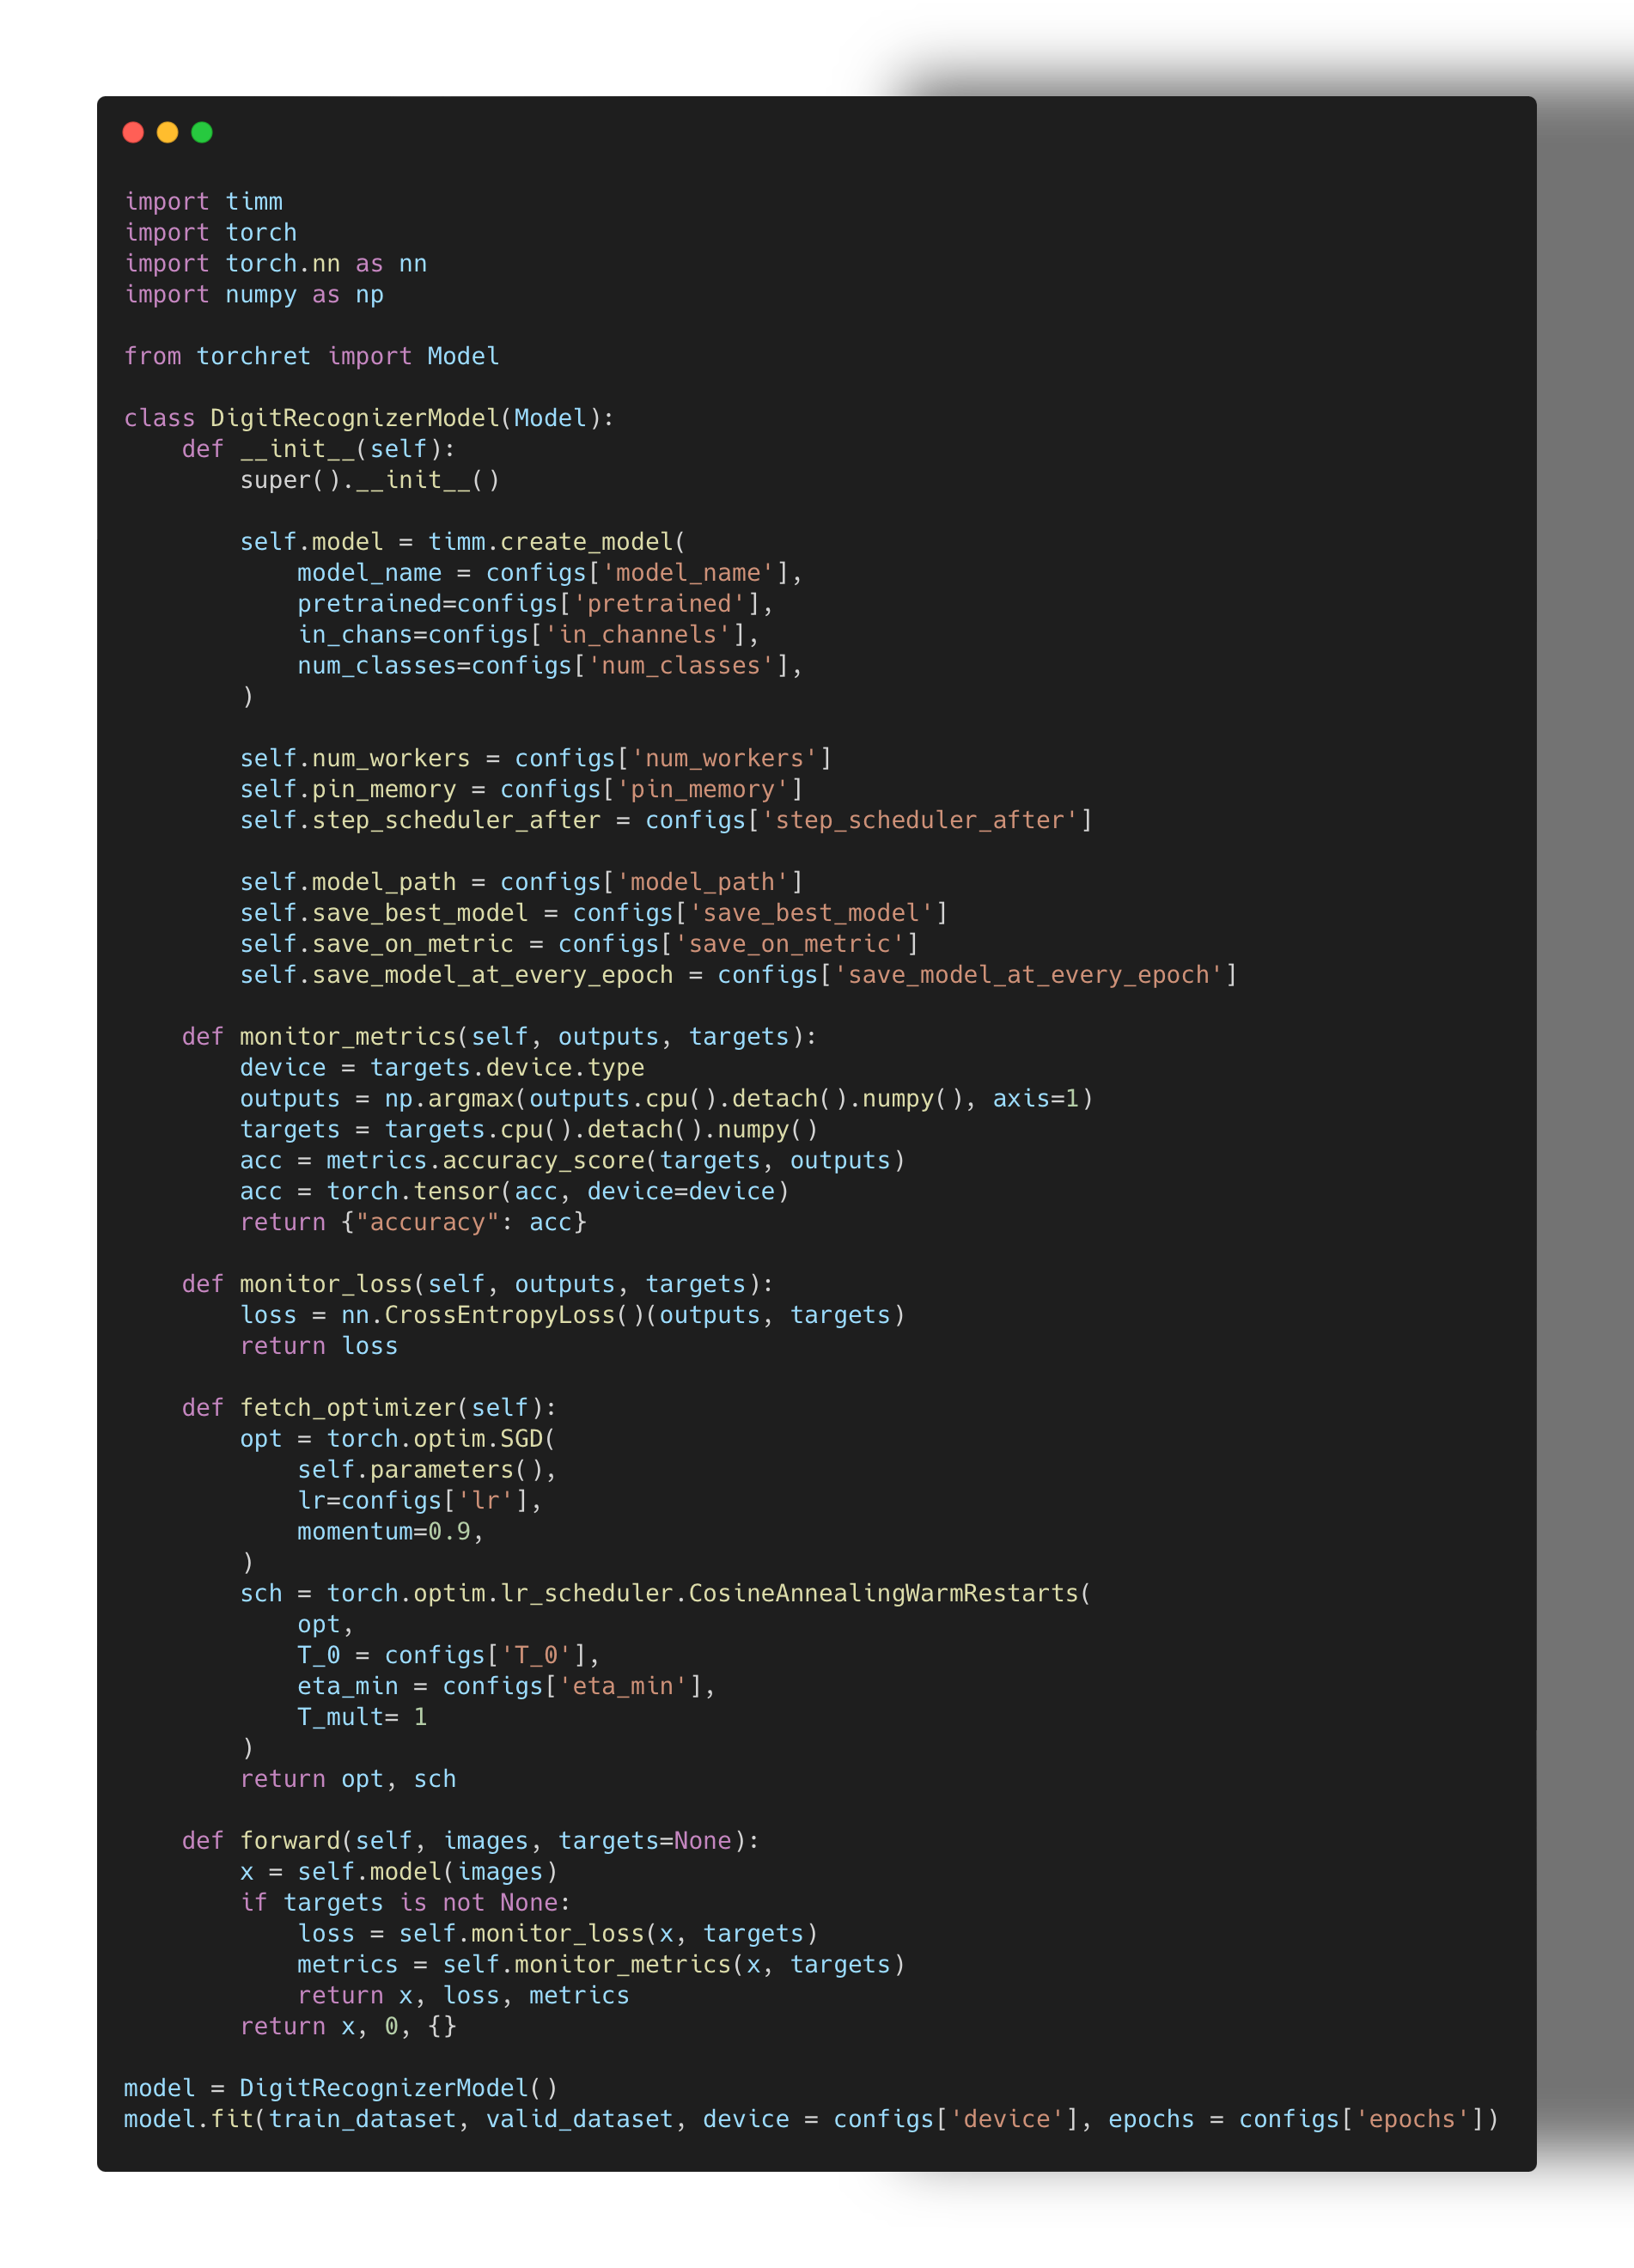 import timm
import torch
import torch.nn as nn
import numpy as np

from torchret import Model

class DigitRecognizerModel(Model):
    def __init__(self):
        super().__init__()

        self.model = timm.create_model(
            model_name = configs['model_name'],
            pretrained=configs['pretrained'],
            in_chans=configs['in_channels'],
            num_classes=configs['num_classes'],
        )

        self.num_workers = configs['num_workers']
        self.pin_memory = configs['pin_memory']
        self.step_scheduler_after = configs['step_scheduler_after']

        self.model_path = configs['model_path']
        self.save_best_model = configs['save_best_model']
        self.save_on_metric = configs['save_on_metric']
        self.save_model_at_every_epoch = configs['save_model_at_every_epoch']

    def monitor_metrics(self, outputs, targets):
        device = targets.device.type
        outputs = np.argmax(outputs.cpu().detach().numpy(), axis=1)
        targets = targets.cpu().detach().numpy()
        acc = metrics.accuracy_score(targets, outputs)
        acc = torch.tensor(acc, device=device)
        return {"accuracy": acc}

    def monitor_loss(self, outputs, targets):
        loss = nn.CrossEntropyLoss()(outputs, targets)
        return loss

    def fetch_optimizer(self):
        opt = torch.optim.SGD(
            self.parameters(),
            lr=configs['lr'],
            momentum=0.9,
        )
        sch = torch.optim.lr_scheduler.CosineAnnealingWarmRestarts(
            opt,
            T_0 = configs['T_0'],
            eta_min = configs['eta_min'],
            T_mult= 1
        )
        return opt, sch

    def forward(self, images, targets=None):
        x = self.model(images)
        if targets is not None:
            loss = self.monitor_loss(x, targets)
            metrics = self.monitor_metrics(x, targets)
            return x, loss, metrics
        return x, 0, {}

model = DigitRecognizerModel()
model.fit(train_dataset, valid_dataset, device = configs['device'], epochs = configs['epochs'])